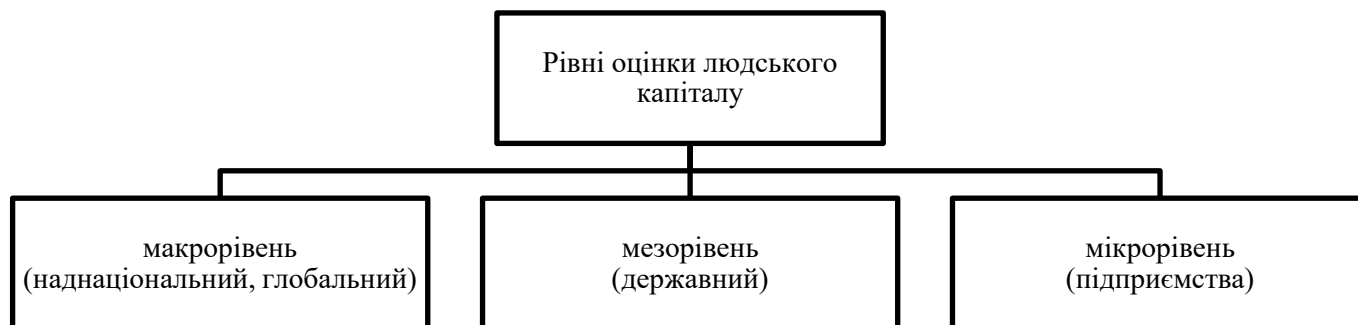 Рівні оцінки людського
капіталу
макрорівень
(наднаціональний, глобальний)
мезорівень
(державний)
мікрорівень
(підприємства)